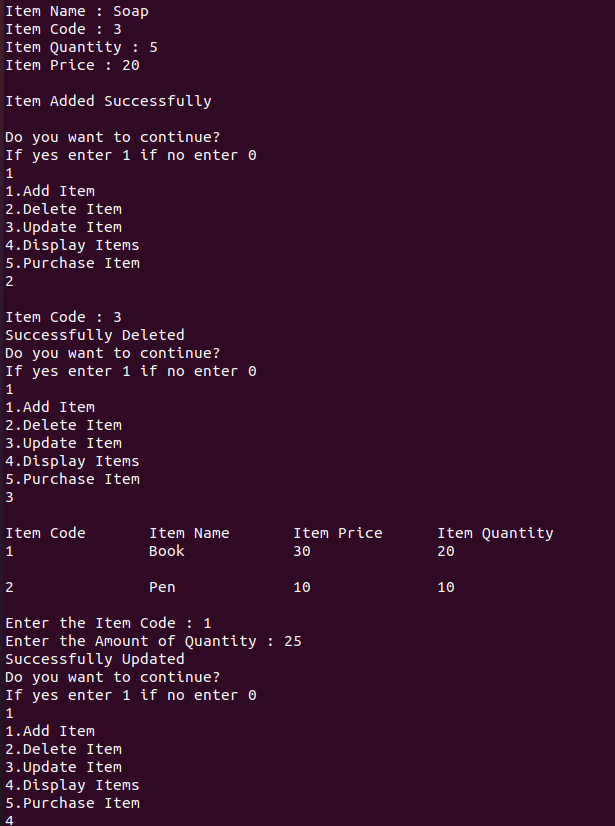 Item Name : Soap
Item Code : 3
Item Quantity : 5
Item Price : 20
Item Added Successfully
Do you want to continue?
If yes enter 1 if no enter 0
1
1.Add Item
2.Delete Item
3.Update Item
4.Display Items
5.Purchase Item
2
Item Code : 3
Successfully Deleted
Do you want to continue?
If yes enter 1 if no enter 0
1
1.Add Item
2.Delete Item
3.Update Item
4.Display Items
5.Purchase Item
3
Item Code Item Name Item Price Item Quantity
1 Book 30 20
2 Pen 10 10
Enter the Item Code : 1
Enter the Amount of Quantity : 25
Successfully Updated
Do you want to continue?
If yes enter 1 if no enter 0
1
1.Add Item
2.Delete Item
3.Update Item
4.Display Items
5.Purchase Item
4